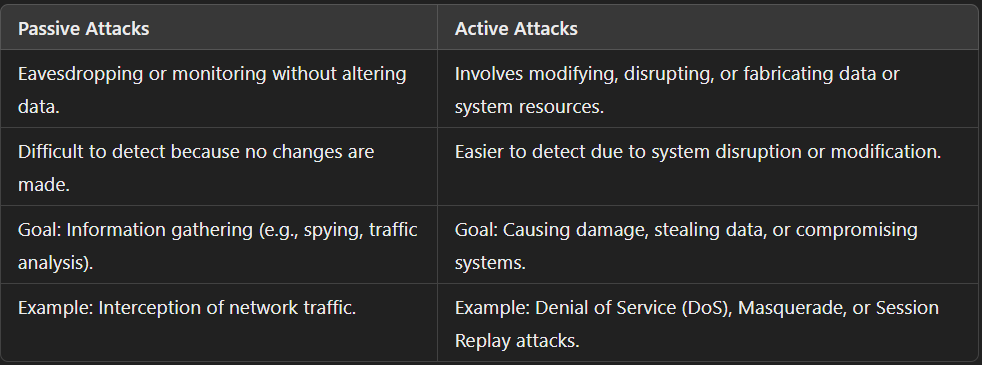 Passive Attacks
Active Attacks
Eavesdropping or monitoring without altering
data.
Involves modifying, disrupting, or fabricating data or
system resources.
Difficult to detect because no changes are
made.
Easier to detect due to system disruption or modification.
Goal: Information gathering (e.g., spying, traffic
analysis).
Goal: Causing damage, stealing data, or compromising
systems.
Example: Interception of network traffic.
Example: Denial of Service (DoS), Masquerade, or Session
Replay attacks.